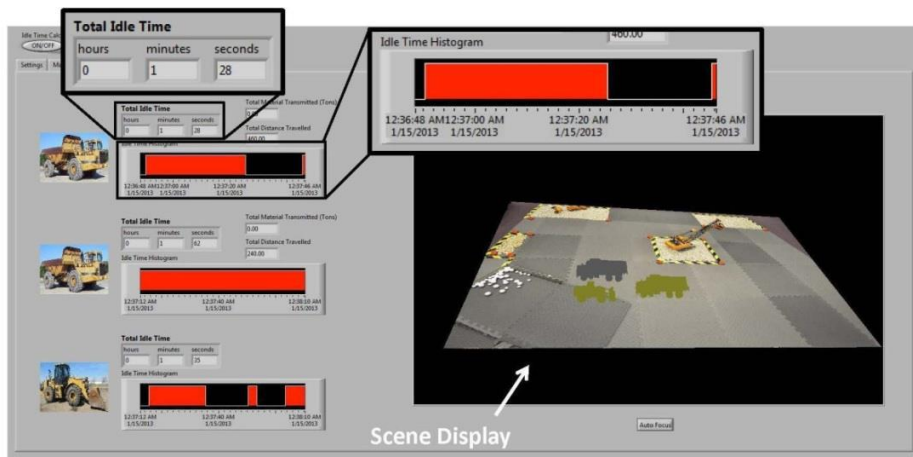 Total Idle Time
hours minutes seconds
0 1 28
Idle Time Histogram
460.00
12:36:48 AM 12:37:00 AM 12:37:20 AM 12:37:46 AM
1/15/2013 1/15/2013 1/15/2013 1/15/2013
ON/OFF
Settings
Total Idle Time
hours minutes seconds
0 1 28
Total Material Transmitted (Tons)
0.00
Total Distance Travelled
460.00
Idle Time Histogram
12:36:48 AM 12:37:00 AM 12:37:20 AM 12:37:46 AM
1/15/2013 1/15/2013 1/15/2013 1/15/2013
Total Idle Time
hours minutes seconds
0 1 62
Total Material Transmitted (Tons)
0.00
Total Distance Travelled
240.00
Idle Time Histogram
12:37:12 AM 12:37:40 AM 12:38:10 AM
1/15/2013 1/15/2013 1/15/2013
Total Idle Time
hours minutes seconds
0 1 35
Idle Time Histogram
12:37:12 AM 12:37:40 AM 12:38:10 AM
1/15/2013 1/15/2013 1/15/2013
Scene Display
Auto Focus